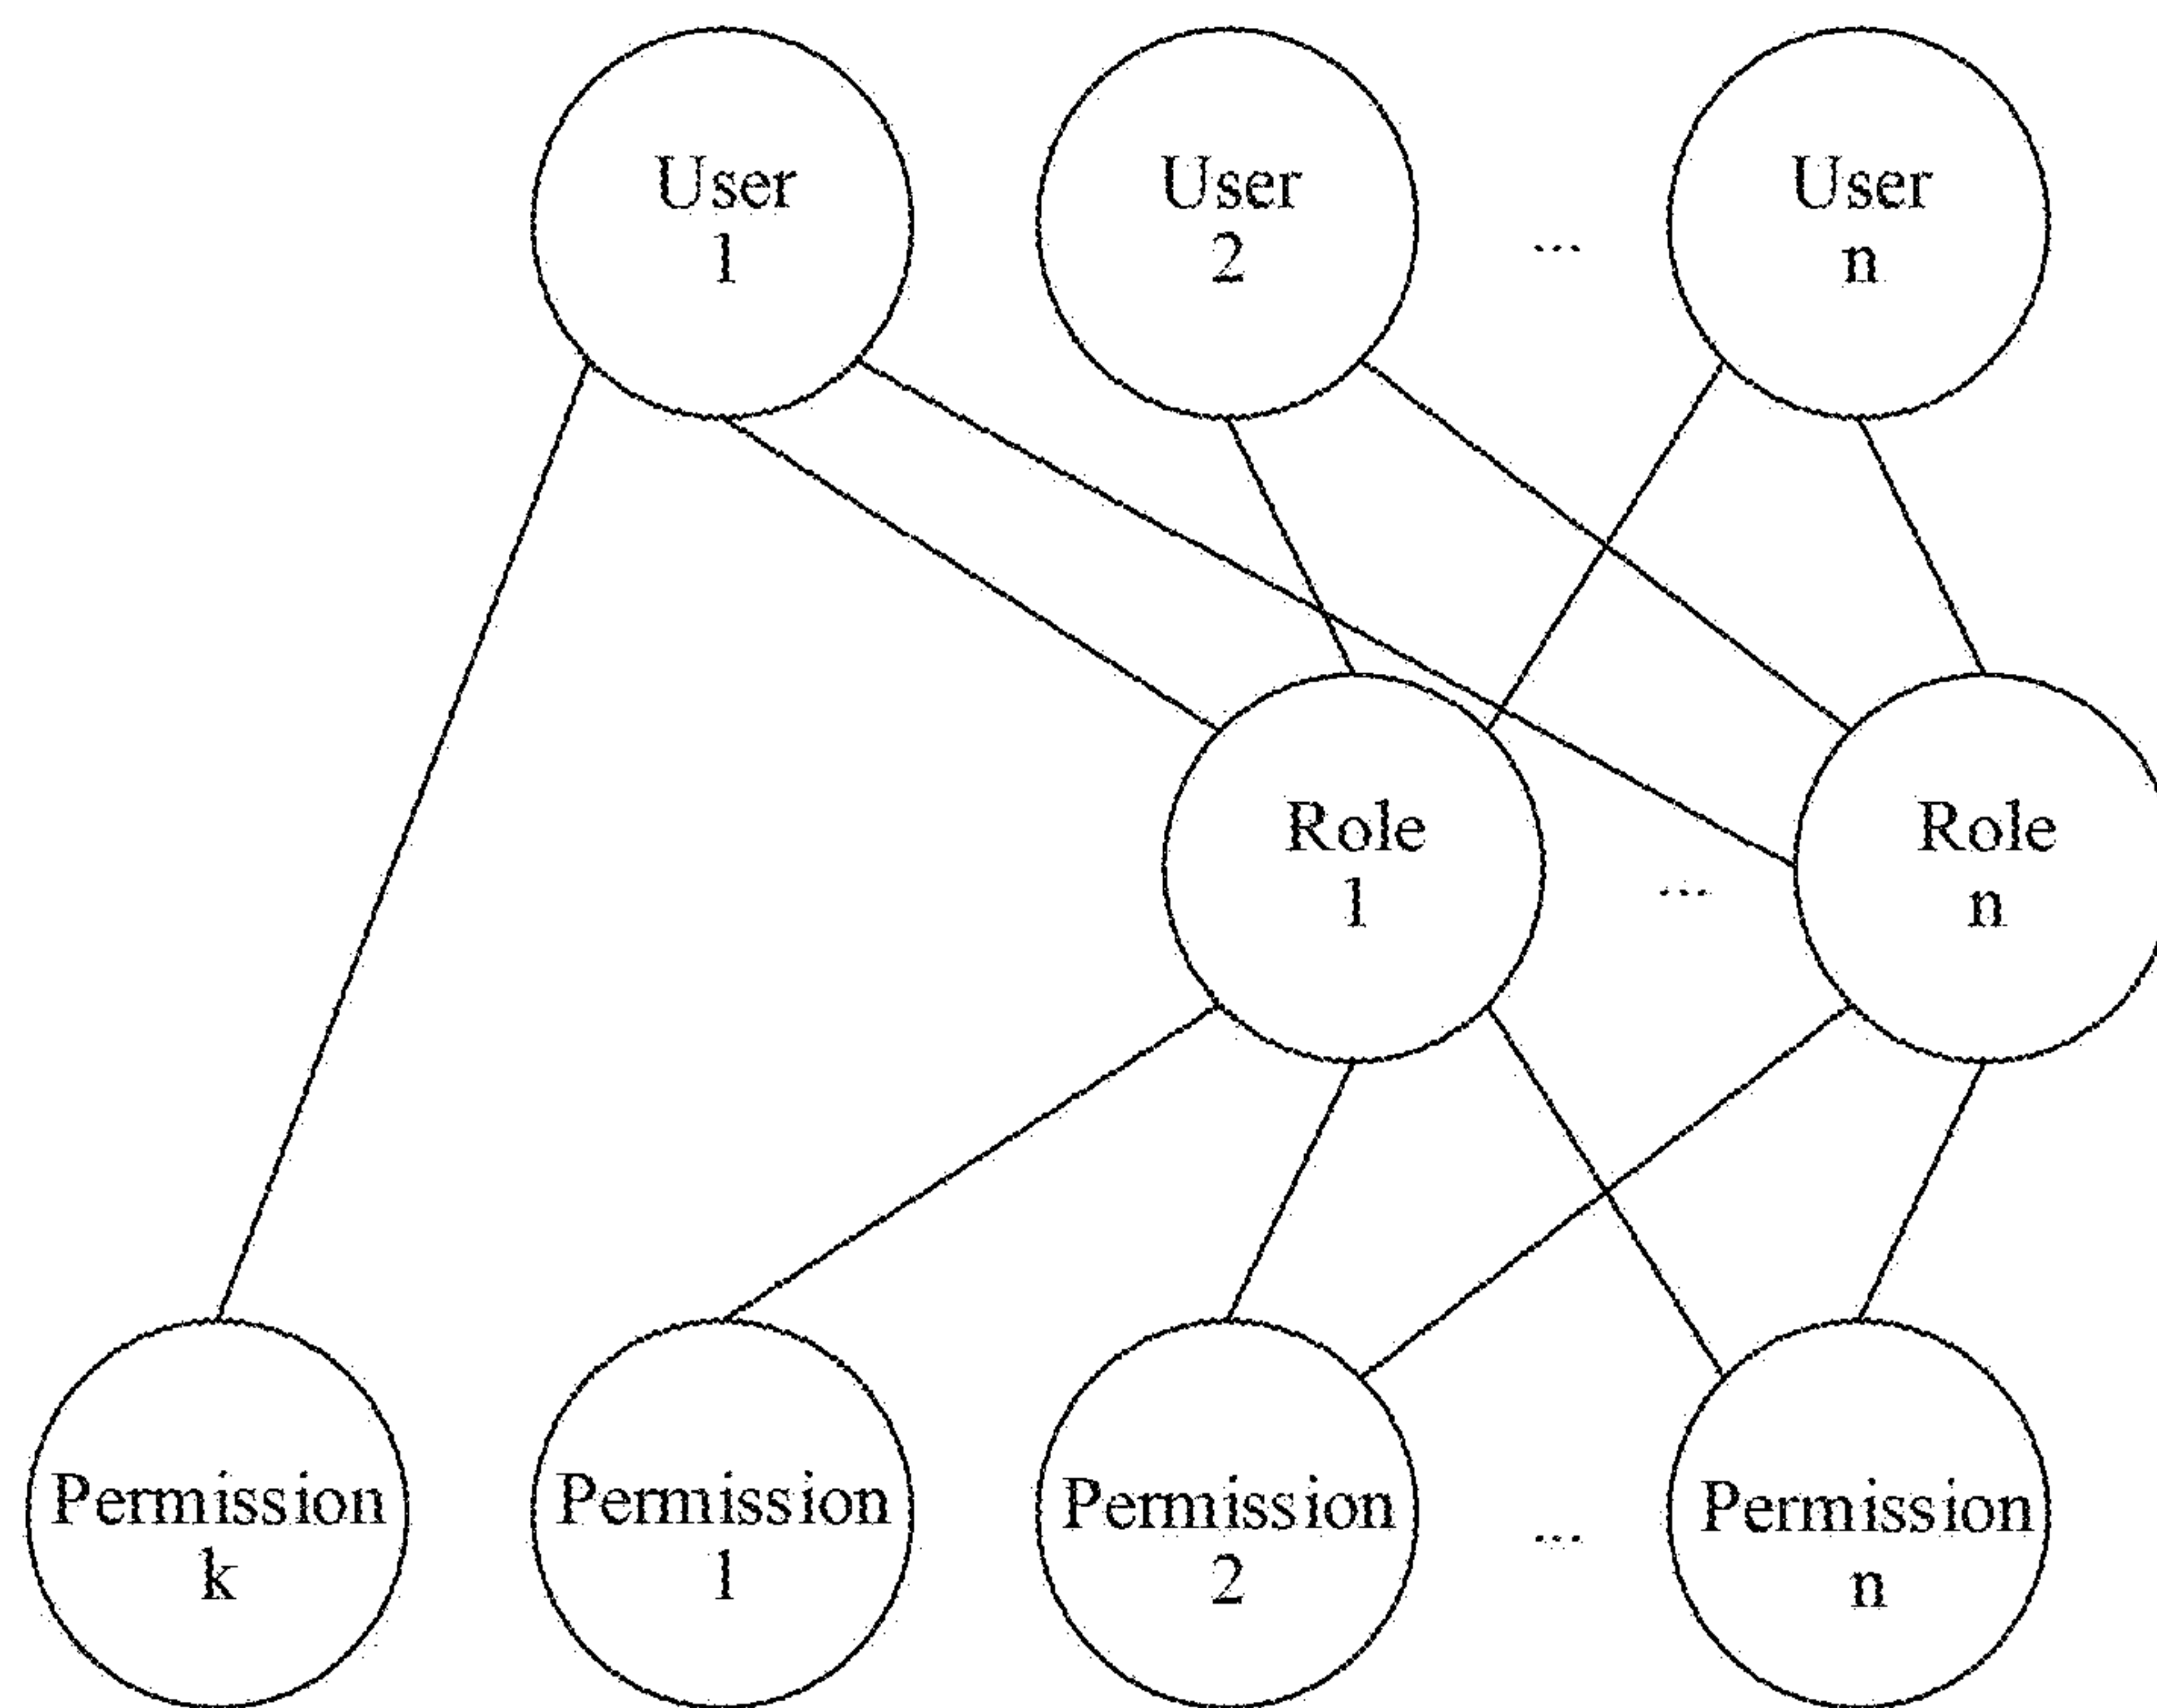 User
1
User
2
...
User
n
Role
1
...
Role
n
Permission
k
Permission
1
Permission
2
...
Permission
n